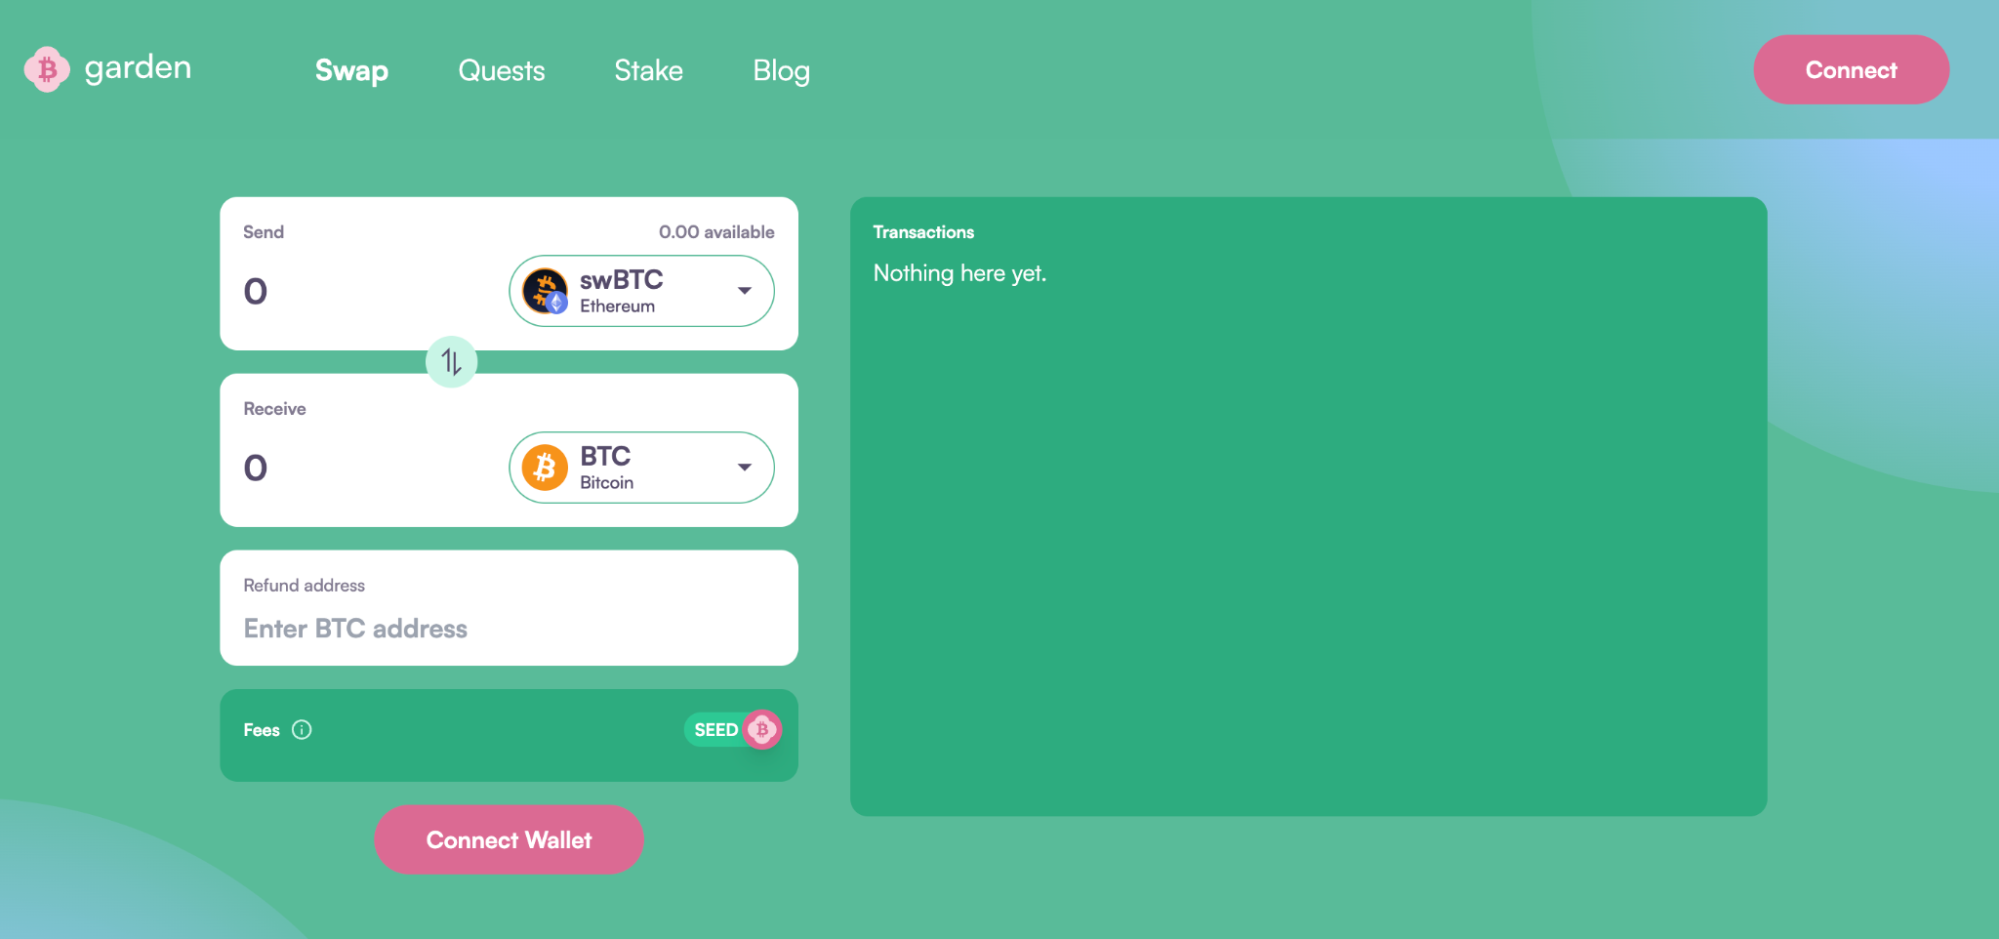 garden
Swap
Quests
Stake
Blog
Connect
Send
0.00 available
0
swBTC
Ethereum
Receive
0
BTC
Bitcoin
Refund address
Enter BTC address
Fees
SEED
Connect Wallet
Transactions
Nothing here yet.